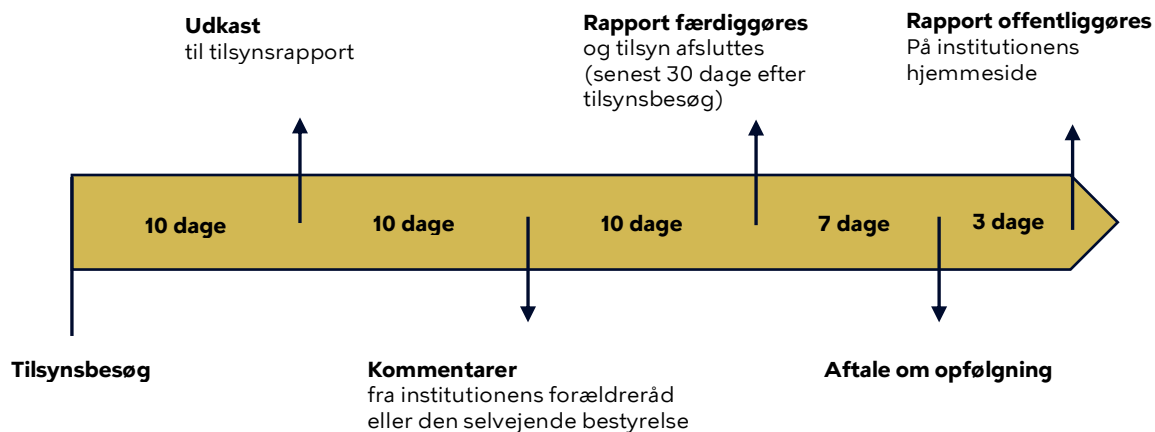 Udkast
til tilsynsrapport
Rapport færdiggøres
og tilsyn afsluttes
(senest 30 dage efter
tilsynsbesøg)
Rapport offentliggøres
På institutionens
hjemmeside
10 dage
10 dage
10 dage
7 dage
3 dage
Tilsynsbesøg
Kommentarer
fra institutionens forældreråd
eller den selvejende bestyrelse
Aftale om opfølgning